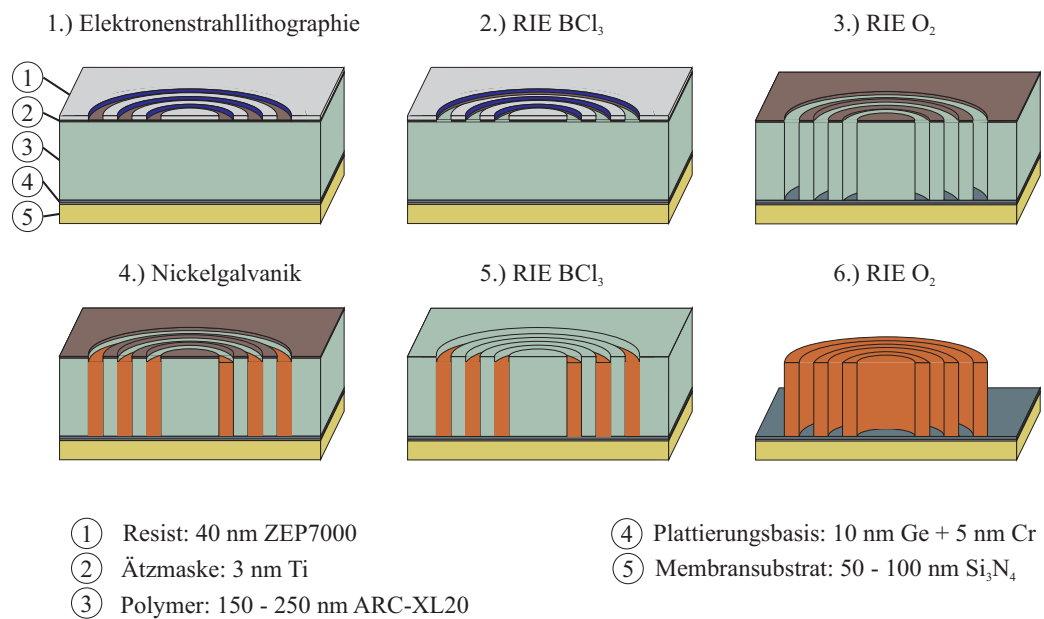 1.) Elektronenstrahllithographie
2.) RIE BCl₃
3.) RIE O₂
1
2
3
4
5
4.) Nickelgalvanik
5.) RIE BCl₃
6.) RIE O₂
1 Resist: 40 nm ZEP7000
2 Ätzmaske: 3 nm Ti
3 Polymer: 150 - 250 nm ARC-XL20
4 Plattierungsbasis: 10 nm Ge + 5 nm Cr
5 Membransubstrat: 50 - 100 nm Si₃N₄